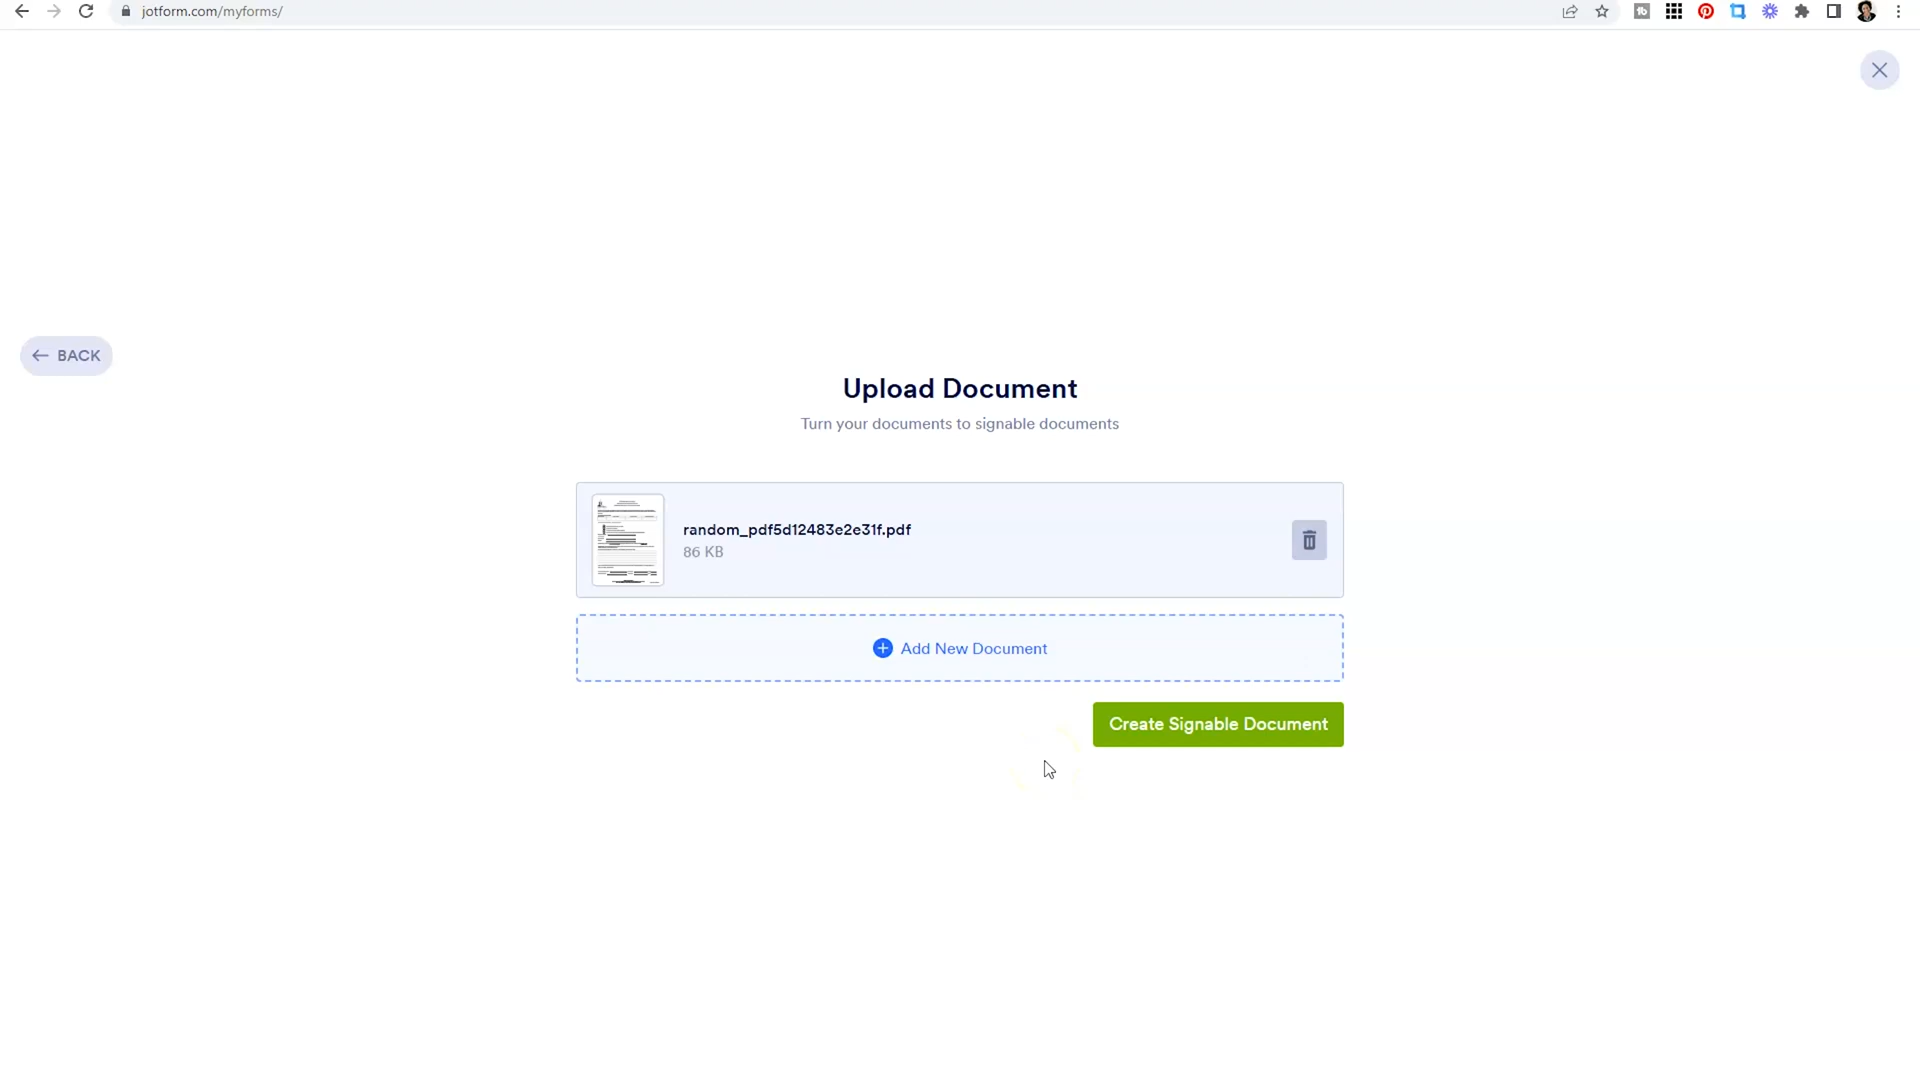 jotform.com/myforms/
BACK
Upload Document
Turn your documents to signable documents
random_pdf5d12483e2e31f.pdf
86 KB
Add New Document
Create Signable Document